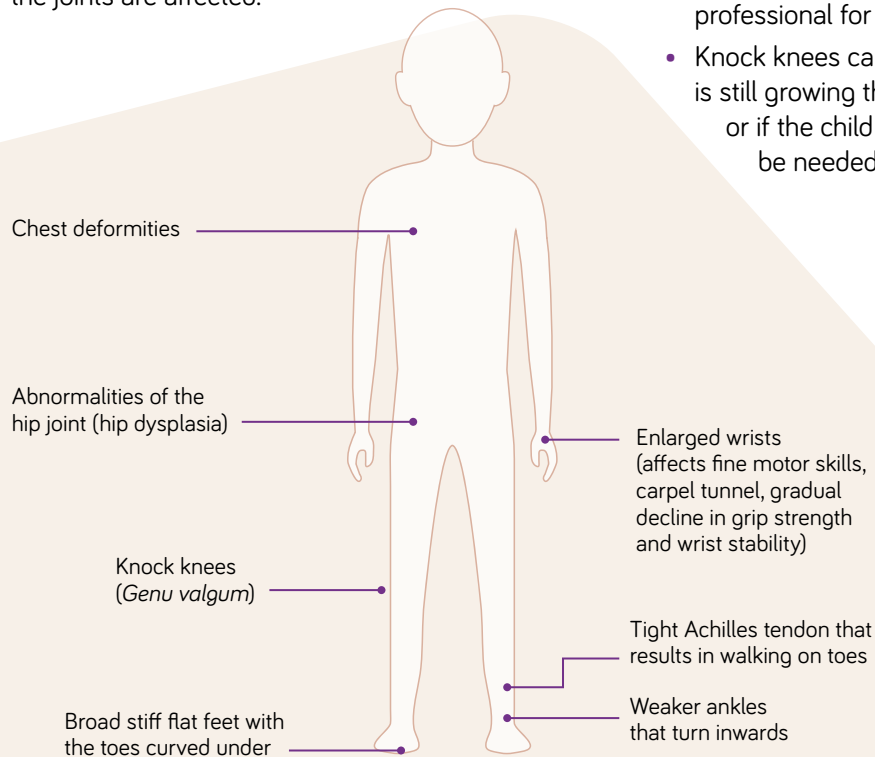 the joints are affected.
professional for
• Knock knees ca
is still growing th
or if the child
be needed
Chest deformities
Abnormalities of the
hip joint (hip dysplasia)
Enlarged wrists
(affects fine motor skills,
carpel tunnel, gradual
decline in grip strength
and wrist stability)
Knock knees
(Genu valgum)
Tight Achilles tendon that
results in walking on toes
Weaker ankles
that turn inwards
Broad stiff flat feet with
the toes curved under